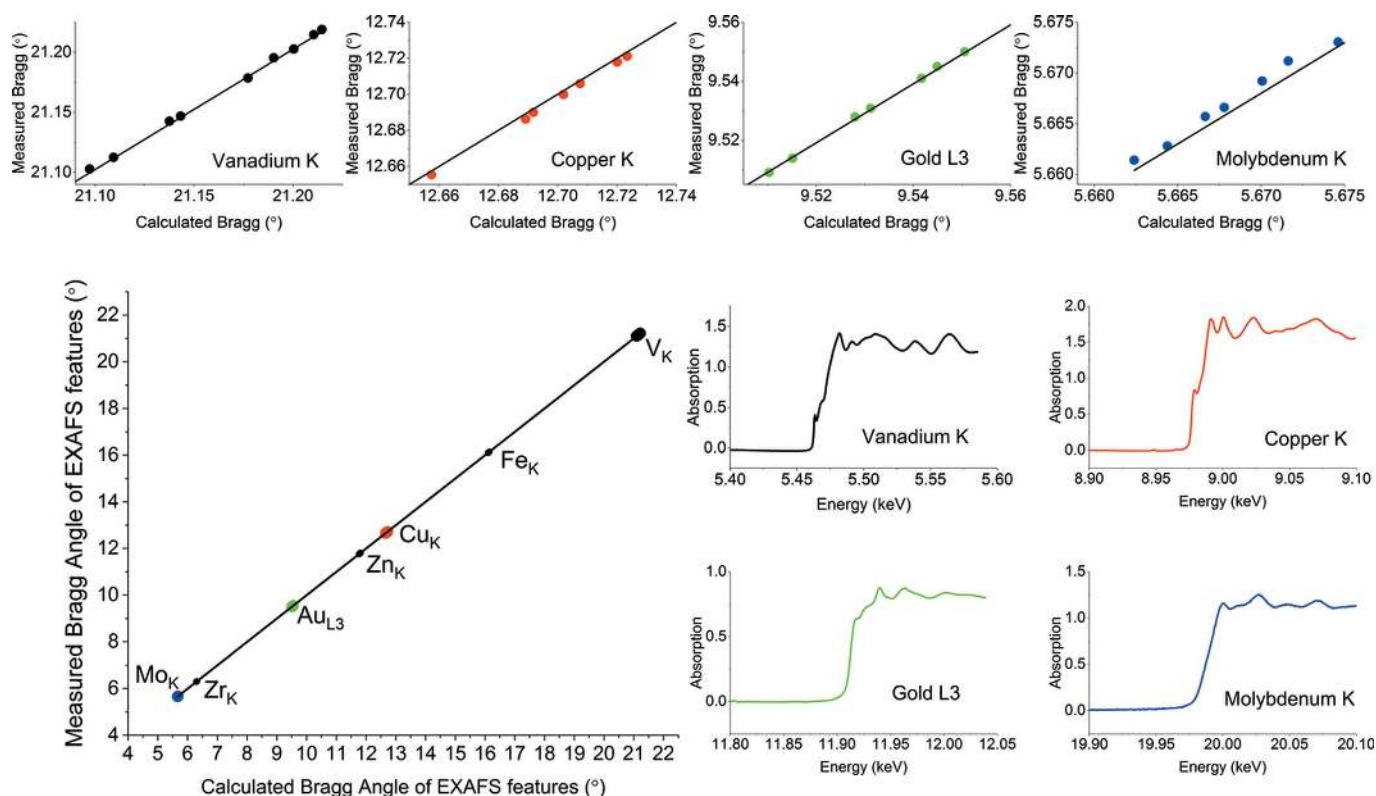 Measured Bragg (°)
21.20
21.15
21.10
21.10
21.15
21.20
Calculated Bragg (°)
Vanadium K
Measured Bragg (°)
12.74
12.72
12.70
12.68
12.66
12.66
12.68
12.70
12.72
12.74
Calculated Bragg (°)
Copper K
Measured Bragg (°)
9.56
9.54
9.52
9.52
9.54
9.56
Calculated Bragg (°)
Gold L3
Measured Bragg (°)
5.675
5.670
5.665
5.660
5.660
5.665
5.670
5.675
Calculated Bragg (°)
Molybdenum K
Measured Bragg Angle of EXAFS features (°)
22
20
18
16
14
12
10
8
6
4
4 5 6 7 8 9 10 11 12 13 14 15 16 17 18 19 20 21 22
Calculated Bragg Angle of EXAFS features (°)
VK
FeK
CuK
ZnK
AuL3
MoK
ZrK
Absorption
1.5
1.0
0.5
0.0
5.40 5.45 5.50 5.55 5.60
Energy (keV)
Vanadium K
Absorption
2.0
1.5
1.0
0.5
0.0
8.90 8.95 9.00 9.05 9.10
Energy (keV)
Copper K
Absorption
1.0
0.5
0.0
11.80 11.85 11.90 11.95 12.00 12.05
Energy (keV)
Gold L3
Absorption
1.5
1.0
0.5
0.0
19.90 19.95 20.00 20.05 20.10
Energy (keV)
Molybdenum K